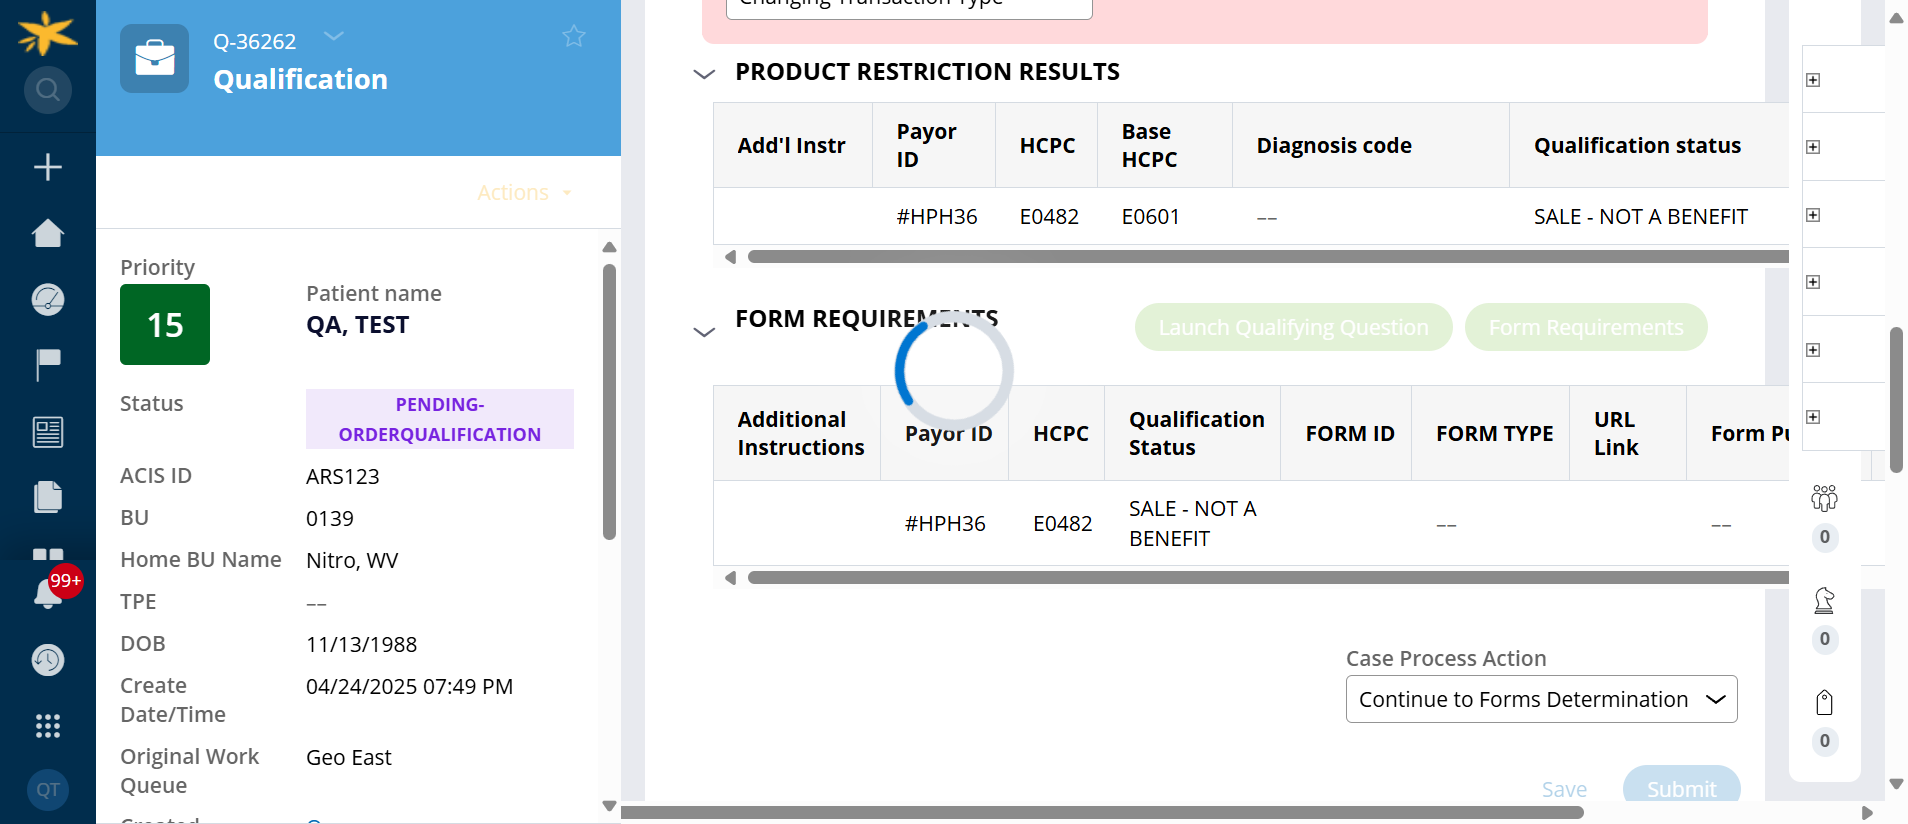 Q-36262
Qualification
Actions
Priority
15
Patient name
QA, TEST
Status
PENDING-
ORDERQUALIFICATION
ACIS ID
ARS123
BU
0139
Home BU Name
Nitro, WV
TPE
––
DOB
11/13/1988
Create
Date/Time
04/24/2025 07:49 PM
Original Work
Queue
Geo East
99+
QT
Changing Transaction Type
PRODUCT RESTRICTION RESULTS
Add'l Instr
Payor
ID
HCPC
Base
HCPC
Diagnosis code
Qualification status
#HPH36
E0482
E0601
––
SALE - NOT A BENEFIT
FORM REQUIREMENTS
Launch Qualifying Question
Form Requirements
Additional
Instructions
Payor ID
HCPC
Qualification
Status
FORM ID
FORM TYPE
URL
Link
Form Pu
#HPH36
E0482
SALE - NOT A
BENEFIT
––
––
Case Process Action
Continue to Forms Determination
Save
Submit
0
0
0